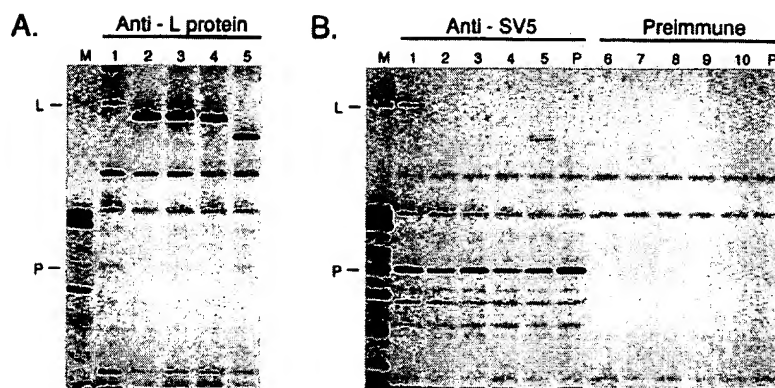 A.
Anti - L protein
M 1 2 3 4 5
L
P
B.
Anti - SV5
Preimmune
M 1 2 3 4 5 P 6 7 8 9 10 P
L
P